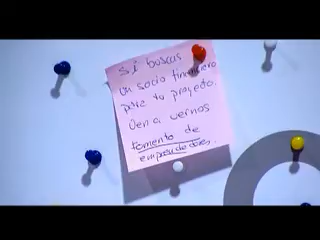 Si buscas
un socio financiero
para tu proyecto.
Ven a vernos
fomento de
emprendedores.